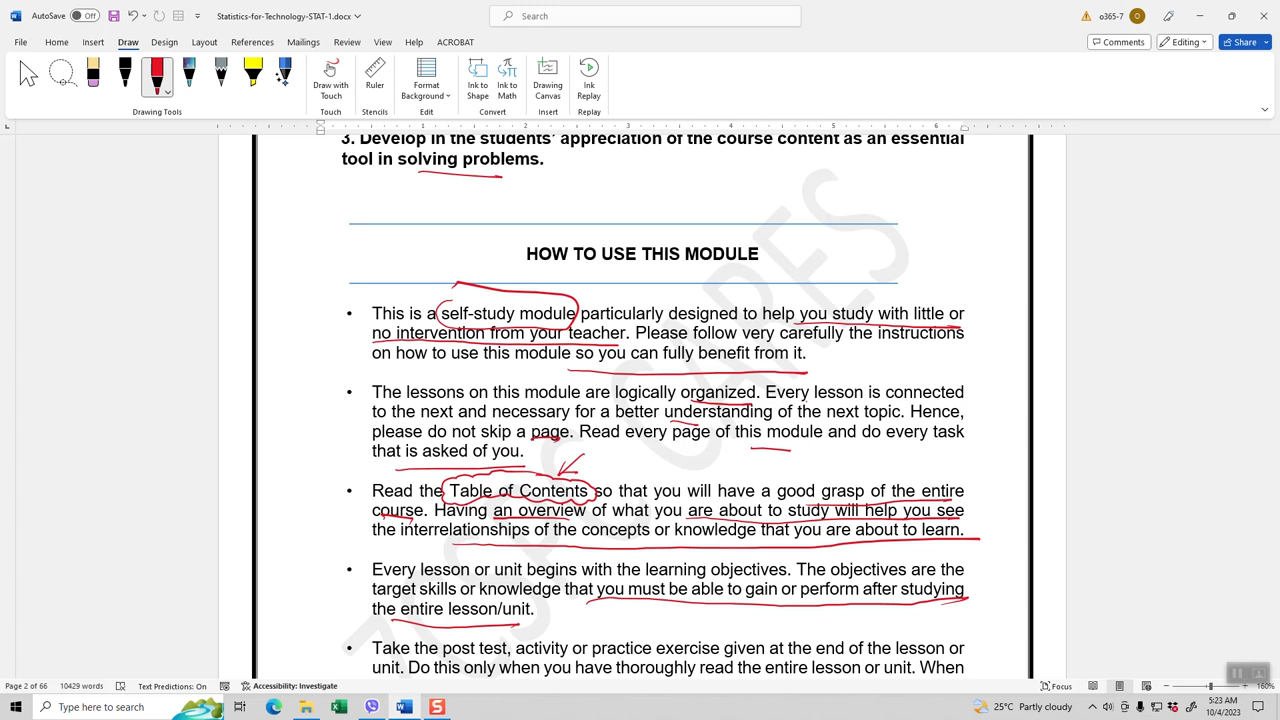 AutoSave Off Statistics-for-Technology-STAT-1.docx Search o365-7
File Home Insert Draw Design Layout References Mailings Review View Help ACROBAT Comments Editing Share
Draw with Touch Ruler Format Background Ink to Shape Ink to Math Drawing Canvas Ink Replay
Drawing Tools Touch Stencils Edit Convert Insert Replay
1 2 3 4 5 6
3. Develop in the students' appreciation of the course content as an essential
tool in solving problems.
HOW TO USE THIS MODULE
• This is a self-study module particularly designed to help you study with little or
no intervention from your teacher. Please follow very carefully the instructions
on how to use this module so you can fully benefit from it.
• The lessons on this module are logically organized. Every lesson is connected
to the next and necessary for a better understanding of the next topic. Hence,
please do not skip a page. Read every page of this module and do every task
that is asked of you.
• Read the Table of Contents so that you will have a good grasp of the entire
course. Having an overview of what you are about to study will help you see
the interrelationships of the concepts or knowledge that you are about to learn.
• Every lesson or unit begins with the learning objectives. The objectives are the
target skills or knowledge that you must be able to gain or perform after studying
the entire lesson/unit.
• Take the post test, activity or practice exercise given at the end of the lesson or
unit. Do this only when you have thoroughly read the entire lesson or unit. When
CARES
Page 2 of 66 10429 words Text Predictions: On Accessibility: Investigate Focus 160%
Type here to search 25°C Partly cloudy 5:23 AM
10/4/2023